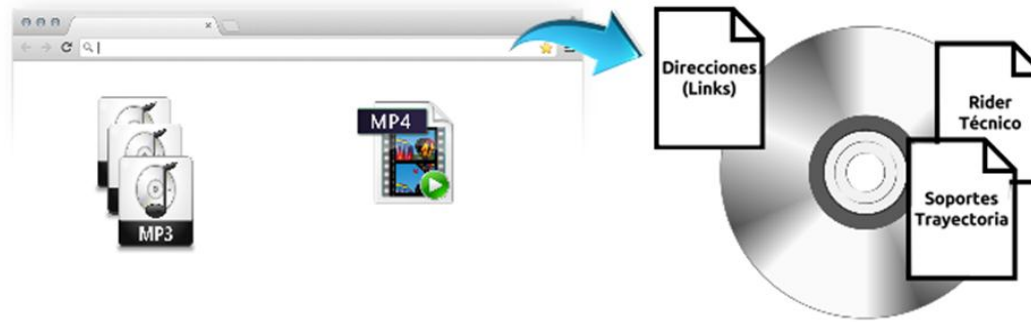 MP3
MP4
Direcciones
(Links)
Rider
Técnico
Soportes
Trayectoria